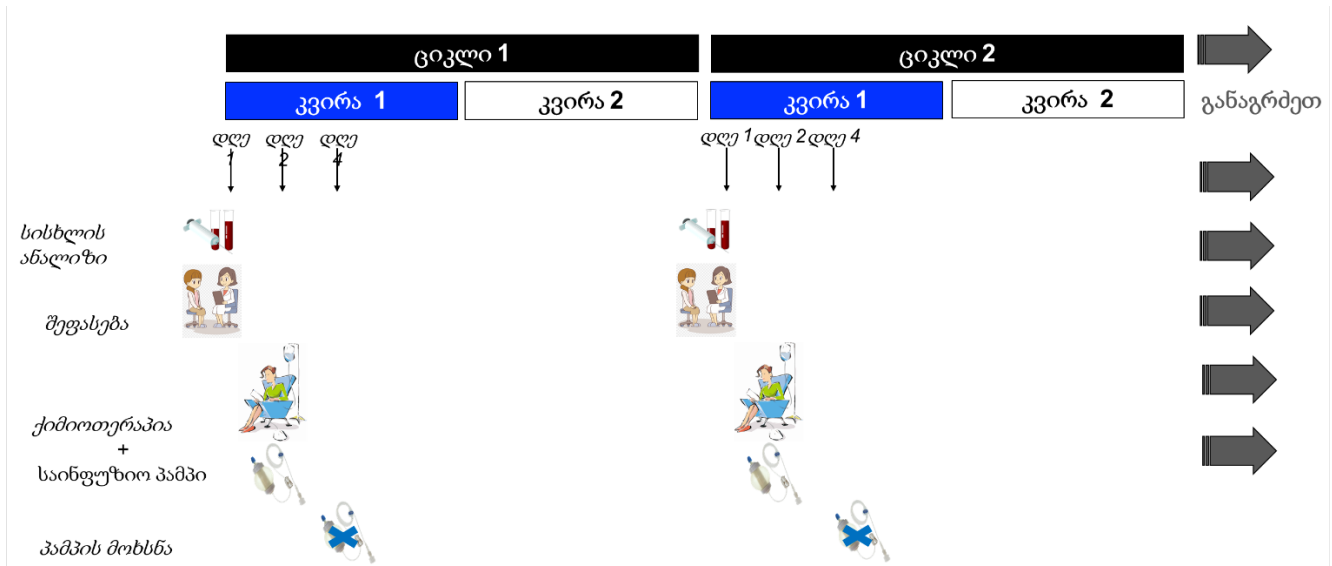 ციკლი 1
ციკლი 2
კვირა 1
კვირა 2
კვირა 1
კვირა 2
განაგრძეთ
დღე 1
დღე 2
დღე 4
დღე 1
დღე 2
დღე 4
სისხლის
ანალიზი
შეფასება
ქიმიოთერაპია
+
საინფუზიო პამპი
პამპის მოხსნა